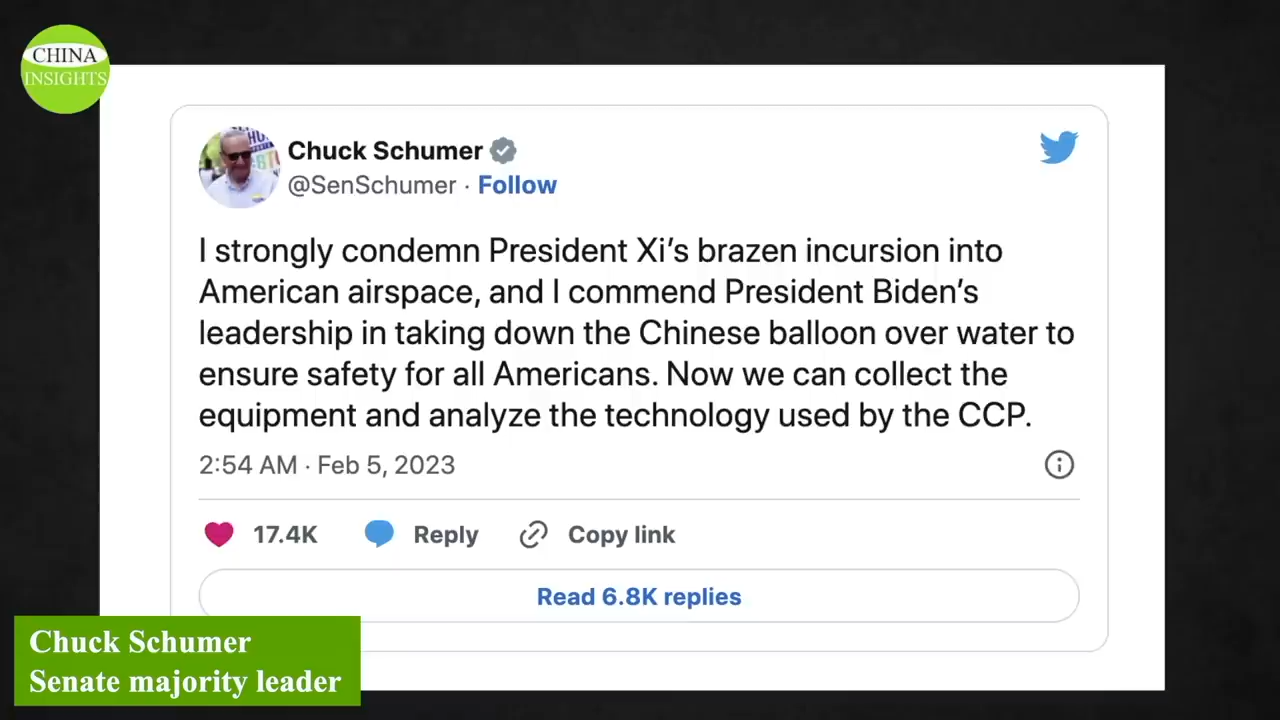 CHINA
INSIGHTS
Chuck Schumer
@SenSchumer · Follow
I strongly condemn President Xi’s brazen incursion into
American airspace, and I commend President Biden’s
leadership in taking down the Chinese balloon over water to
ensure safety for all Americans. Now we can collect the
equipment and analyze the technology used by the CCP.
2:54 AM · Feb 5, 2023
17.4K Reply Copy link
Read 6.8K replies
Chuck Schumer
Senate majority leader